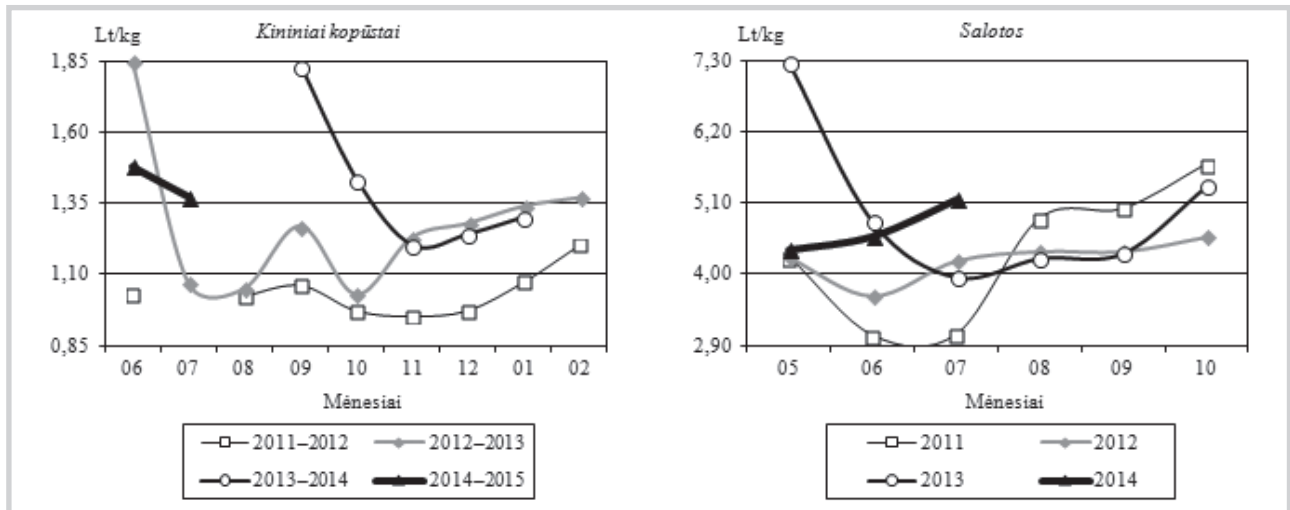 Lt/kg Kininiai kopūstai
1,85
1,60
1,35
1,10
0,85
06 07 08 09 10 11 12 01 02
Mėnesiai
2011–2012 2012–2013
2013–2014 2014–2015
Lt/kg Salotos
7,30
6,20
5,10
4,00
2,90
05 06 07 08 09 10
Mėnesiai
2011 2012
2013 2014